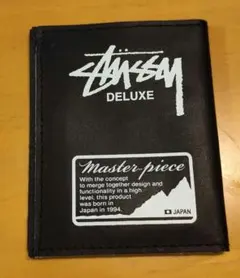 STÜSSY
DELUXE
Master-piece
With the concept
to merge together design and
functionality in a high
level, this product
was born in
Japan in 1994.
JAPAN